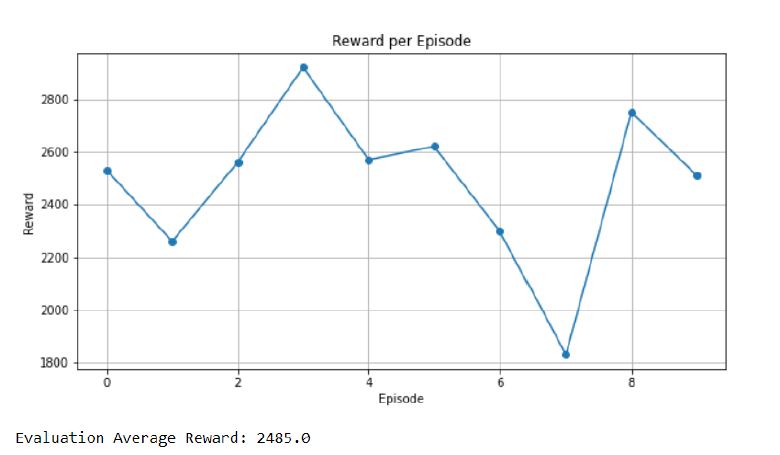 Reward per Episode
2800
2600
2400
2200
2000
1800
Reward
0 2 4 6 8
Episode
Evaluation Average Reward: 2485.0